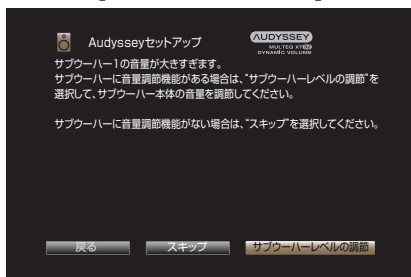 Audysseyセットアップ
AUDYSSEY
MULTEQ XT32
DYNAMIC VOLUME
サブウーハー1の音量が大きすぎます。
サブウーハーに音量調節機能がある場合は、“サブウーハーレベルの調節”を
選択して、サブウーハー本体の音量を調節してください。
サブウーハーに音量調節機能がない場合は、“スキップ”を選択してください。
戻る
スキップ
サブウーハーレベルの調節